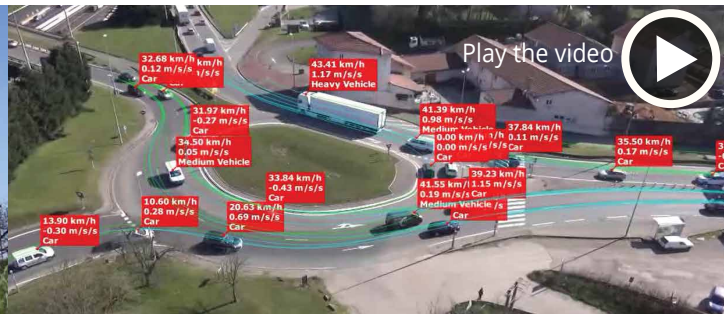 Play the video
32.68 km/h
0.12 m/s/s
Car
km/h
/s/s
43.41 km/h
1.17 m/s/s
Heavy Vehicle
31.97 km/h
-0.27 m/s/s
Car
41.39 km/h
0.98 m/s/s
Medium Vehicle
0.00 km/h
0.00 m/s/s
37.84 km/h
0.11 m/s/s
Car
35.50 km/h
0.17 m/s/s
Car
34.50 km/h
0.05 m/s/s
Medium Vehicle
33.84 km/h
-0.43 m/s/s
Car
39.23 km/h
1.15 m/s/s
Car
41.55 km/h
0.19 m/s/s
Medium Vehicle
10.60 km/h
0.28 m/s/s
Car
20.63 km/h
0.69 m/s/s
Car
13.90 km/h
-0.30 m/s/s
Car